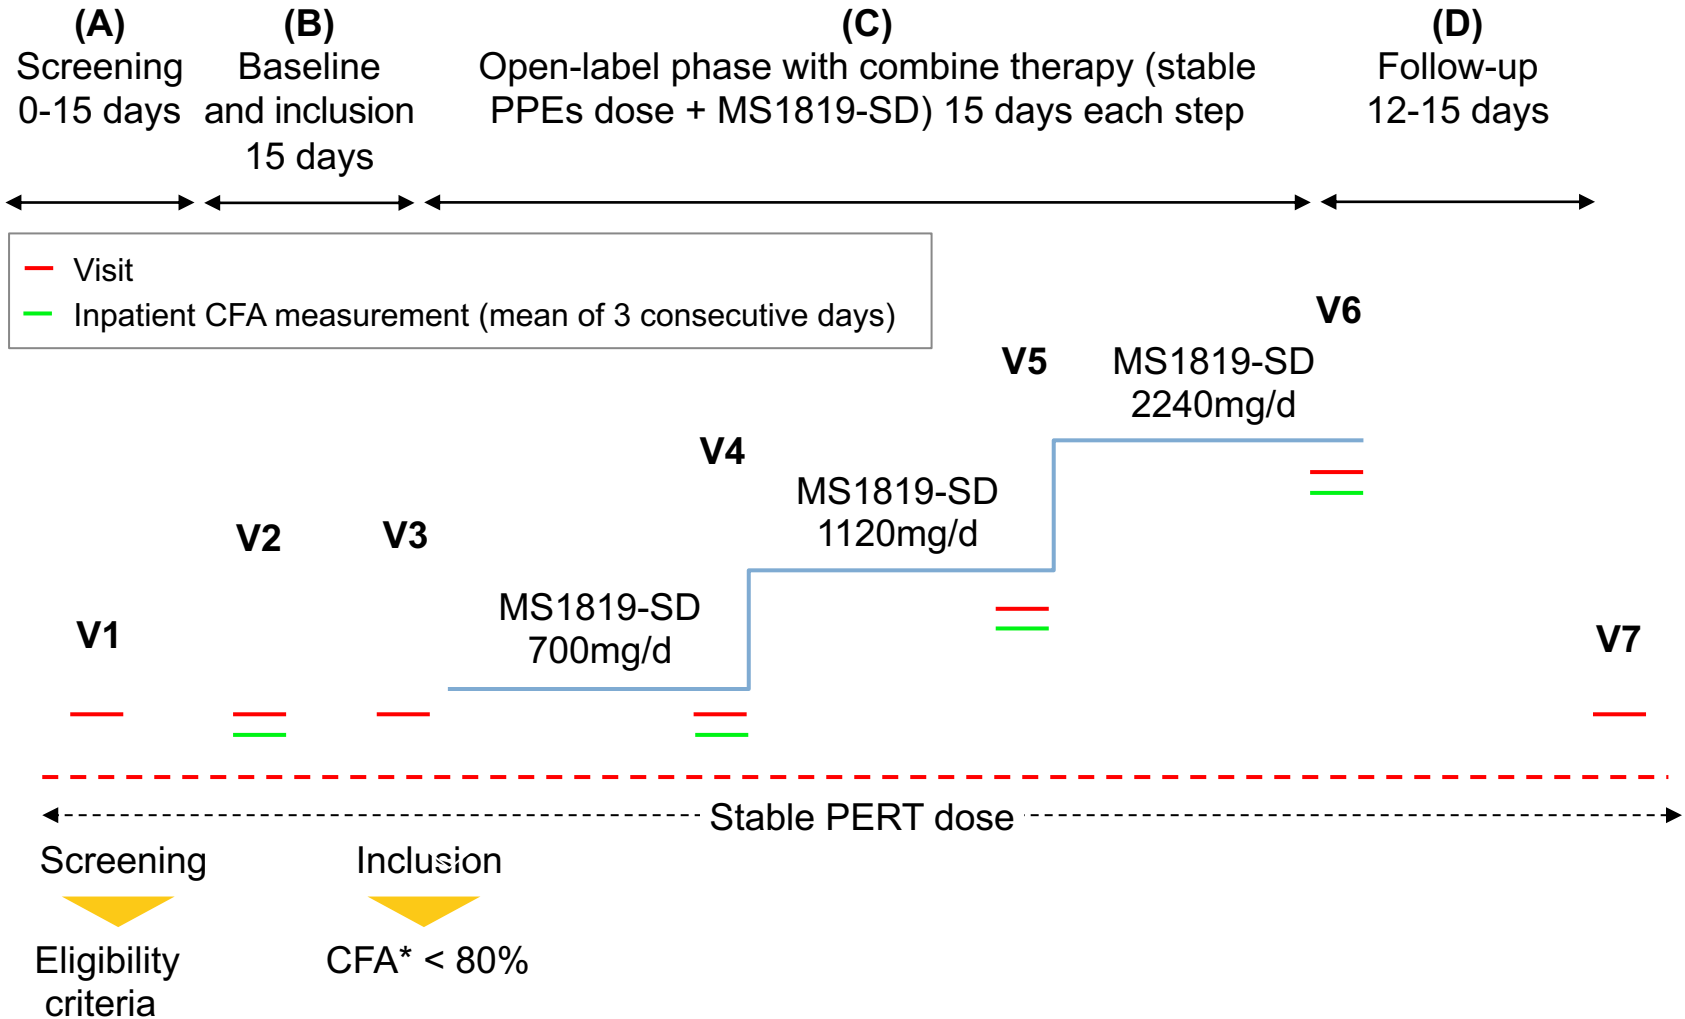 (A)
Screening
0-15 days
(B)
Baseline
and inclusion
15 days
(C)
Open-label phase with combine therapy (stable
PPEs dose + MS1819-SD) 15 days each step
(D)
Follow-up
12-15 days
Visit
Inpatient CFA measurement (mean of 3 consecutive days)
V6
V5
MS1819-SD
2240mg/d
V4
MS1819-SD
1120mg/d
V2
V3
MS1819-SD
700mg/d
V1
V7
Stable PERT dose
Screening
Inclusion
Eligibility
criteria
CFA* < 80%